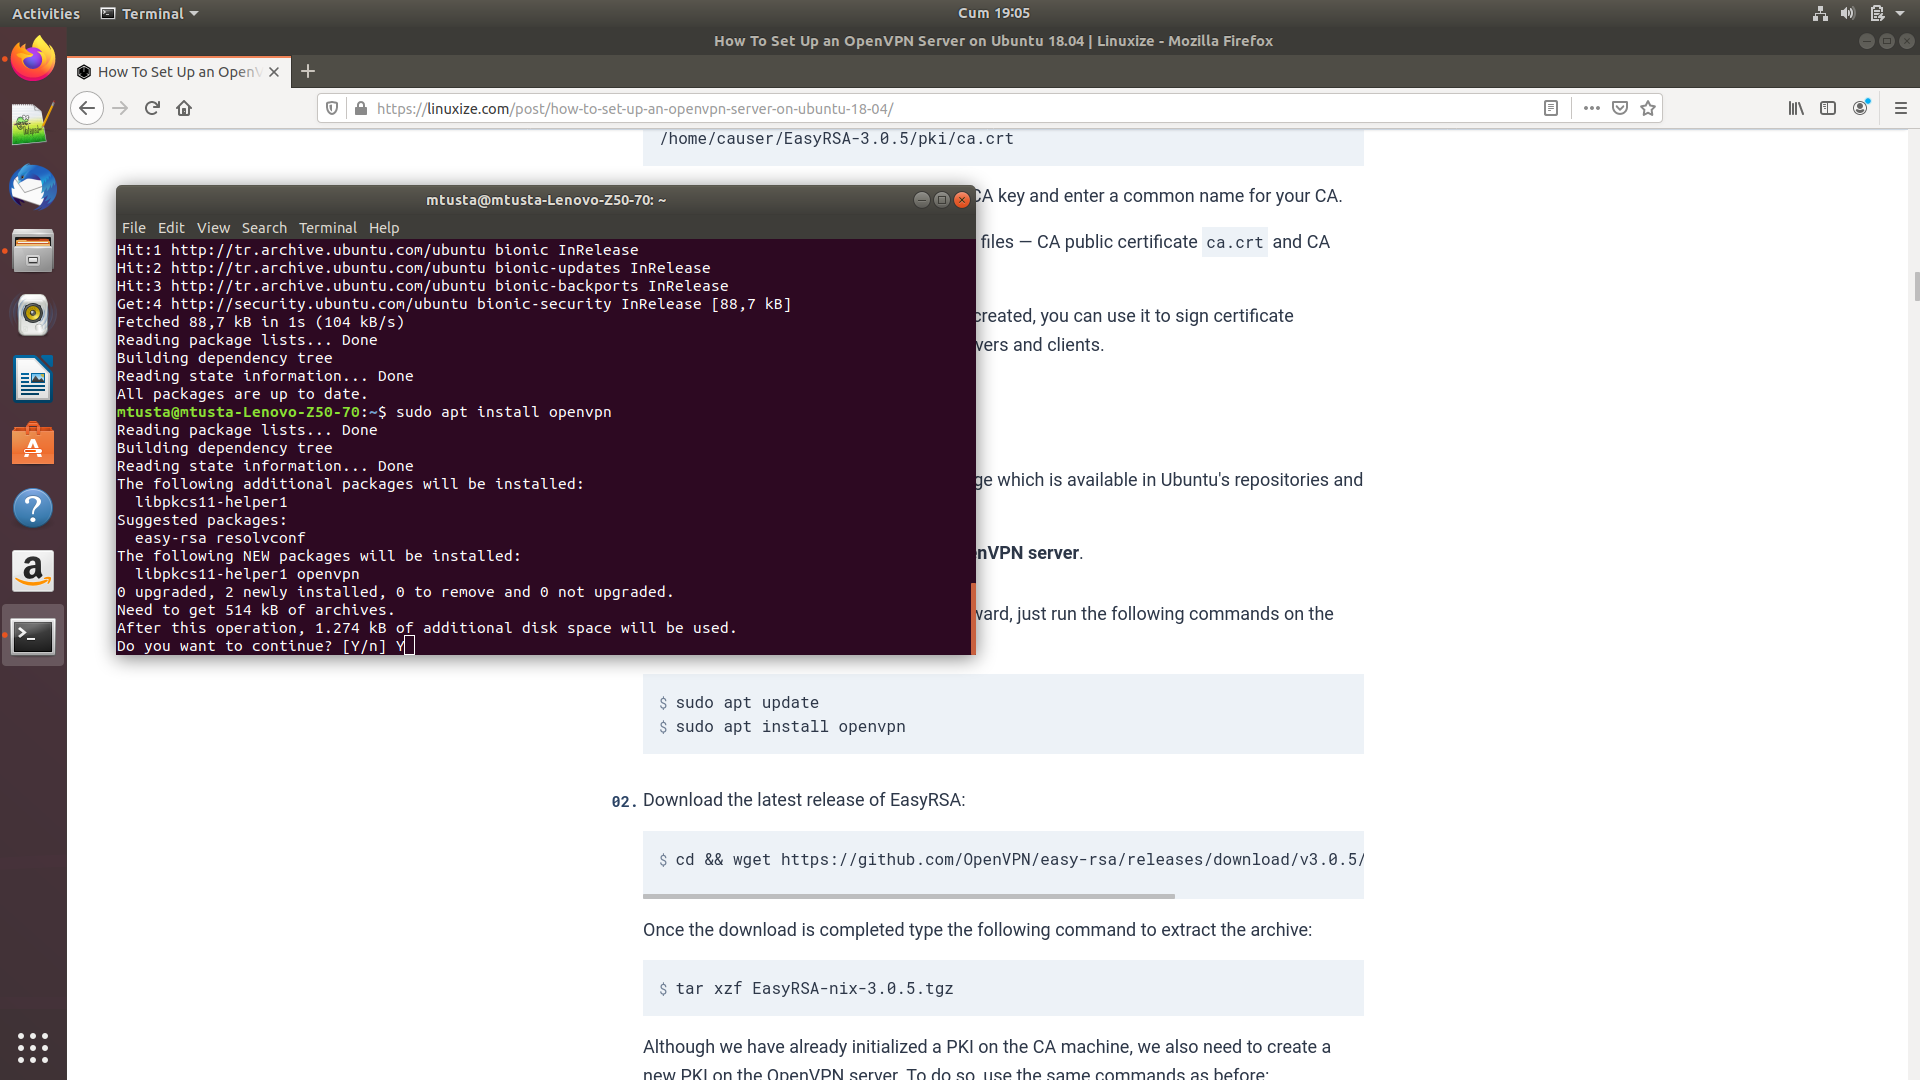 Activities
Terminal
Cum 19:05
How To Set Up an OpenVPN Server on Ubuntu 18.04 | Linuxize - Mozilla Firefox
How To Set Up an OpenV
https://linuxize.com/post/how-to-set-up-an-openvpn-server-on-ubuntu-18-04/
/home/causer/EasyRSA-3.0.5/pki/ca.crt
CA key and enter a common name for your CA.
files — CA public certificate ca.crt and CA
created, you can use it to sign certificate
vers and clients.
ge which is available in Ubuntu's repositories and
nVPN server.
ward, just run the following commands on the
mtusta@mtusta-Lenovo-Z50-70: ~
File Edit View Search Terminal Help
Hit:1 http://tr.archive.ubuntu.com/ubuntu bionic InRelease
Hit:2 http://tr.archive.ubuntu.com/ubuntu bionic-updates InRelease
Hit:3 http://tr.archive.ubuntu.com/ubuntu bionic-backports InRelease
Get:4 http://security.ubuntu.com/ubuntu bionic-security InRelease [88,7 kB]
Fetched 88,7 kB in 1s (104 kB/s)
Reading package lists... Done
Building dependency tree
Reading state information... Done
All packages are up to date.
mtusta@mtusta-Lenovo-Z50-70:~$ sudo apt install openvpn
Reading package lists... Done
Building dependency tree
Reading state information... Done
The following additional packages will be installed:
libpkcs11-helper1
Suggested packages:
easy-rsa resolvconf
The following NEW packages will be installed:
libpkcs11-helper1 openvpn
0 upgraded, 2 newly installed, 0 to remove and 0 not upgraded.
Need to get 514 kB of archives.
After this operation, 1.274 kB of additional disk space will be used.
Do you want to continue? [Y/n] Y
$ sudo apt update
$ sudo apt install openvpn
02. Download the latest release of EasyRSA:
$ cd && wget https://github.com/OpenVPN/easy-rsa/releases/download/v3.0.5/
Once the download is completed type the following command to extract the archive:
$ tar xzf EasyRSA-nix-3.0.5.tgz
Although we have already initialized a PKI on the CA machine, we also need to create a
new PKI on the OpenVPN server. To do so, use the same commands as before: